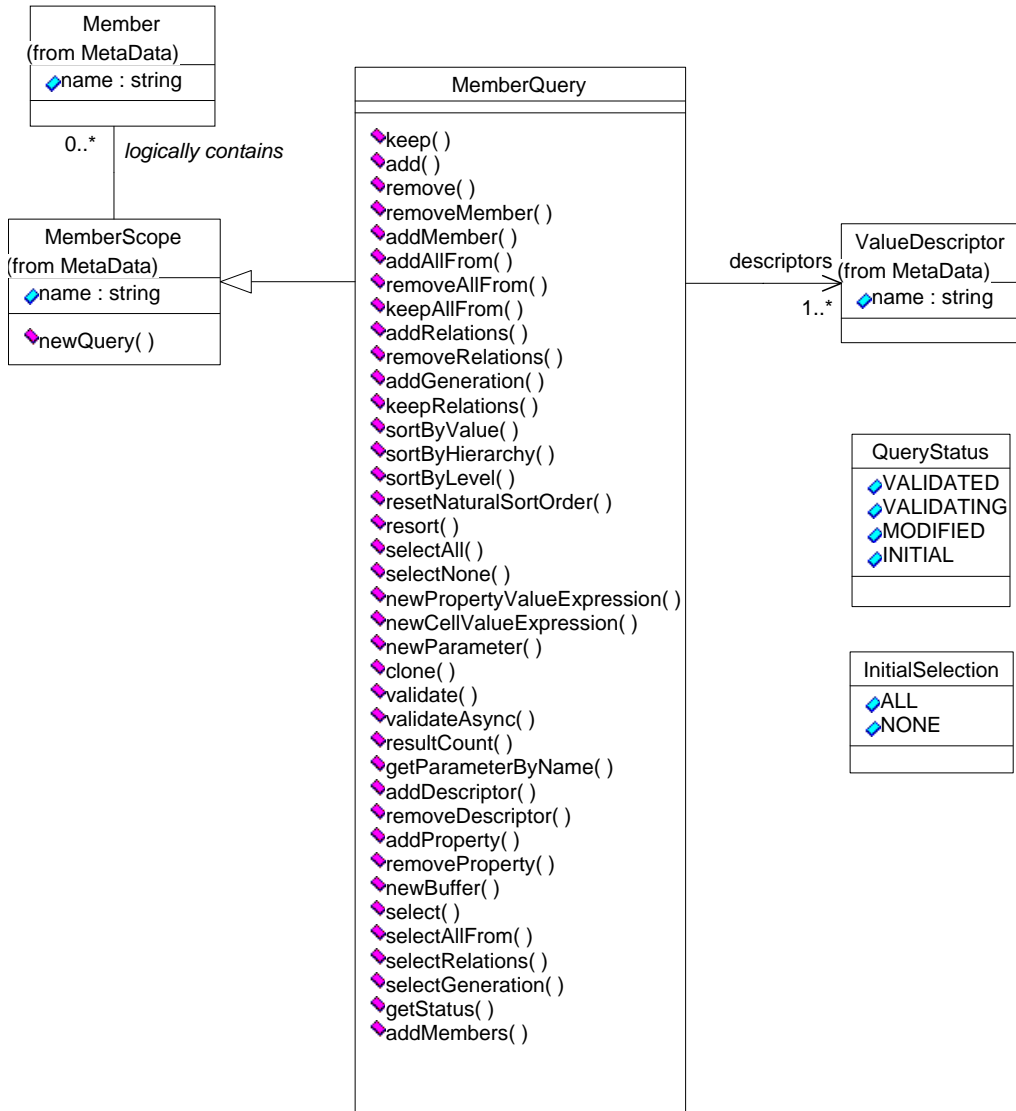 Member
(from MetaData)
name : string
0..*
logically contains
MemberScope
(from MetaData)
name : string
newQuery( )
MemberQuery
keep( )
add( )
remove( )
removeMember( )
addMember( )
addAllFrom( )
removeAllFrom( )
keepAllFrom( )
addRelations( )
removeRelations( )
addGeneration( )
keepRelations( )
sortByValue( )
sortByHierarchy( )
sortByLevel( )
resetNaturalSortOrder( )
resort( )
selectAll( )
selectNone( )
newPropertyValueExpression( )
newCellValueExpression( )
newParameter( )
clone( )
validate( )
validateAsync( )
resultCount( )
getParameterByName( )
addDescriptor( )
removeDescriptor( )
addProperty( )
removeProperty( )
newBuffer( )
select( )
selectAllFrom( )
selectRelations( )
selectGeneration( )
getStatus( )
addMembers( )
descriptors
1..*
ValueDescriptor
(from MetaData)
name : string
QueryStatus
VALIDATED
VALIDATING
MODIFIED
INITIAL
InitialSelection
ALL
NONE